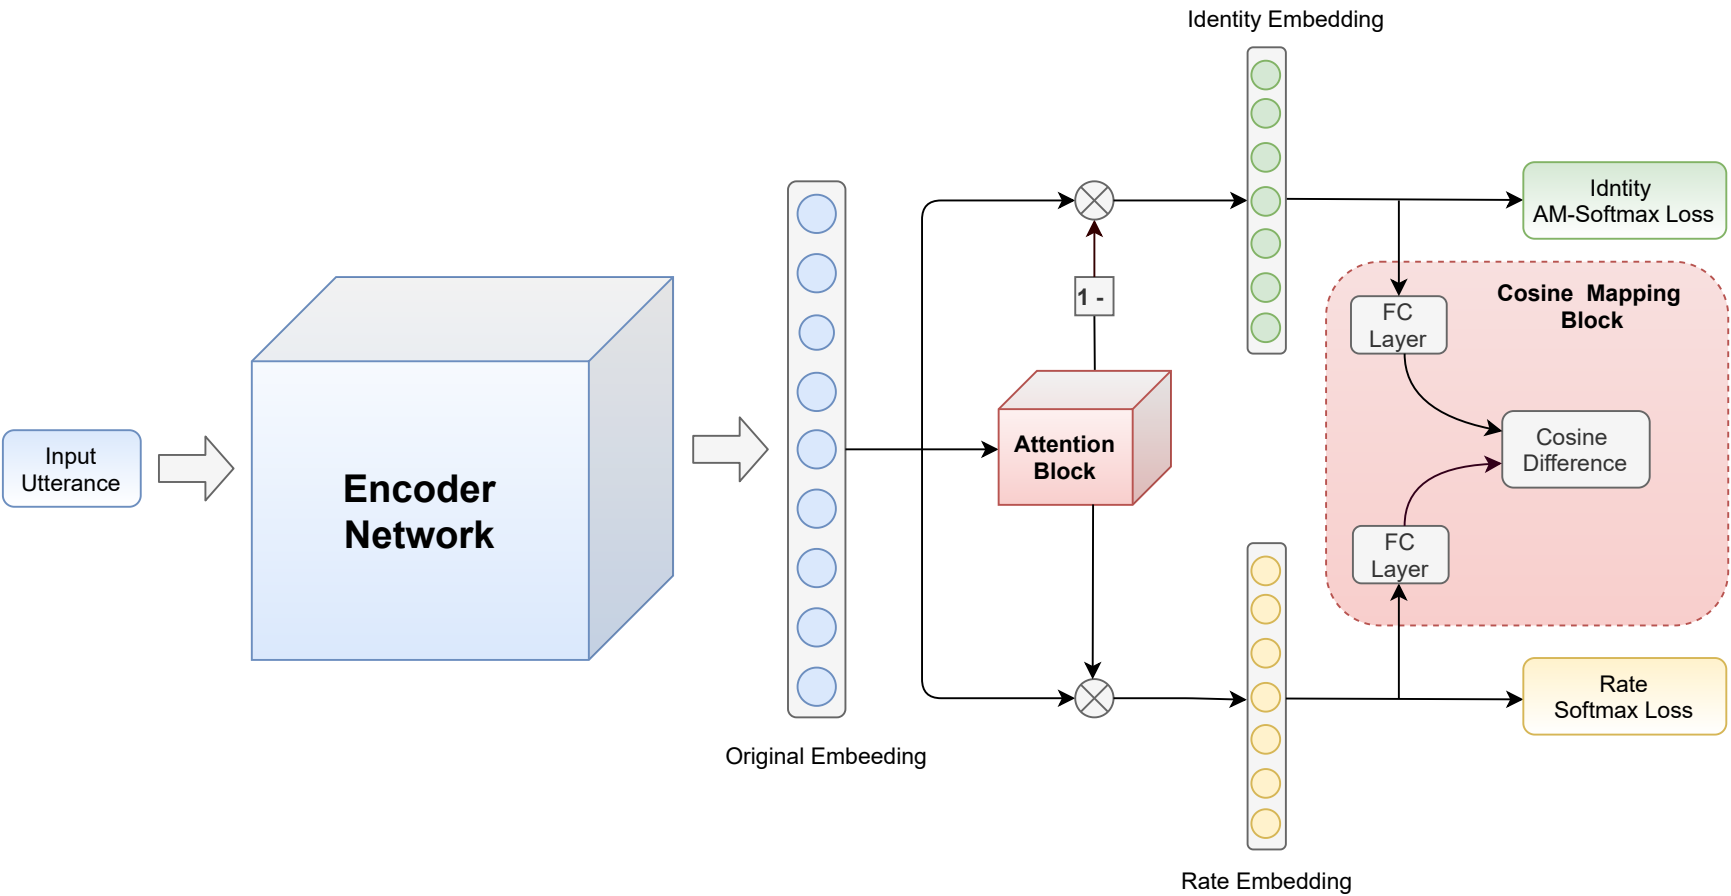 Identity Embedding
Idntity
AM-Softmax Loss
1 -
Cosine Mapping
Block
FC
Layer
Input
Utterance
Encoder
Network
Attention
Block
Cosine
Difference
FC
Layer
Rate
Softmax Loss
Original Embeeding
Rate Embedding